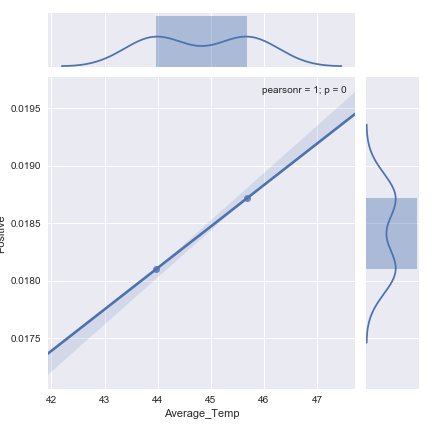 pearsonr = 1; p = 0
0.0195
0.0190
0.0185
0.0180
0.0175
Positive
42 43 44 45 46 47
Average_Temp